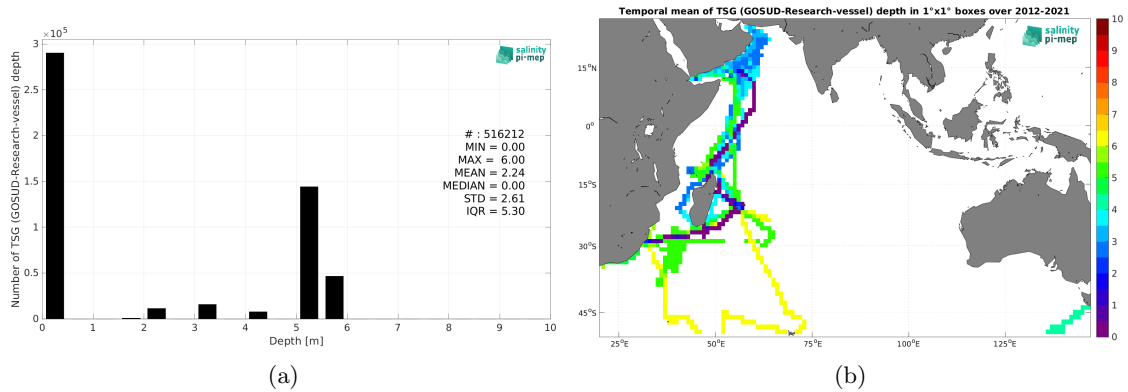 ×10⁵
3
2.5
2
1.5
1
0.5
0
Number of TSG (GOSUD-Research-vessel) depth
salinity
pi-mep
# : 516212
MIN = 0.00
MAX = 6.00
MEAN = 2.24
MEDIAN = 0.00
STD = 2.61
IQR = 5.30
0 1 2 3 4 5 6 7 8 9 10
Depth [m]
(a)
Temporal mean of TSG (GOSUD-Research-vessel) depth in 1°x1° boxes over 2012-2021
salinity
pi-mep
15°N
0°
15°S
30°S
45°S
25°E 50°E 75°E 100°E 125°E
10
9
8
7
6
5
4
3
2
1
0
(b)